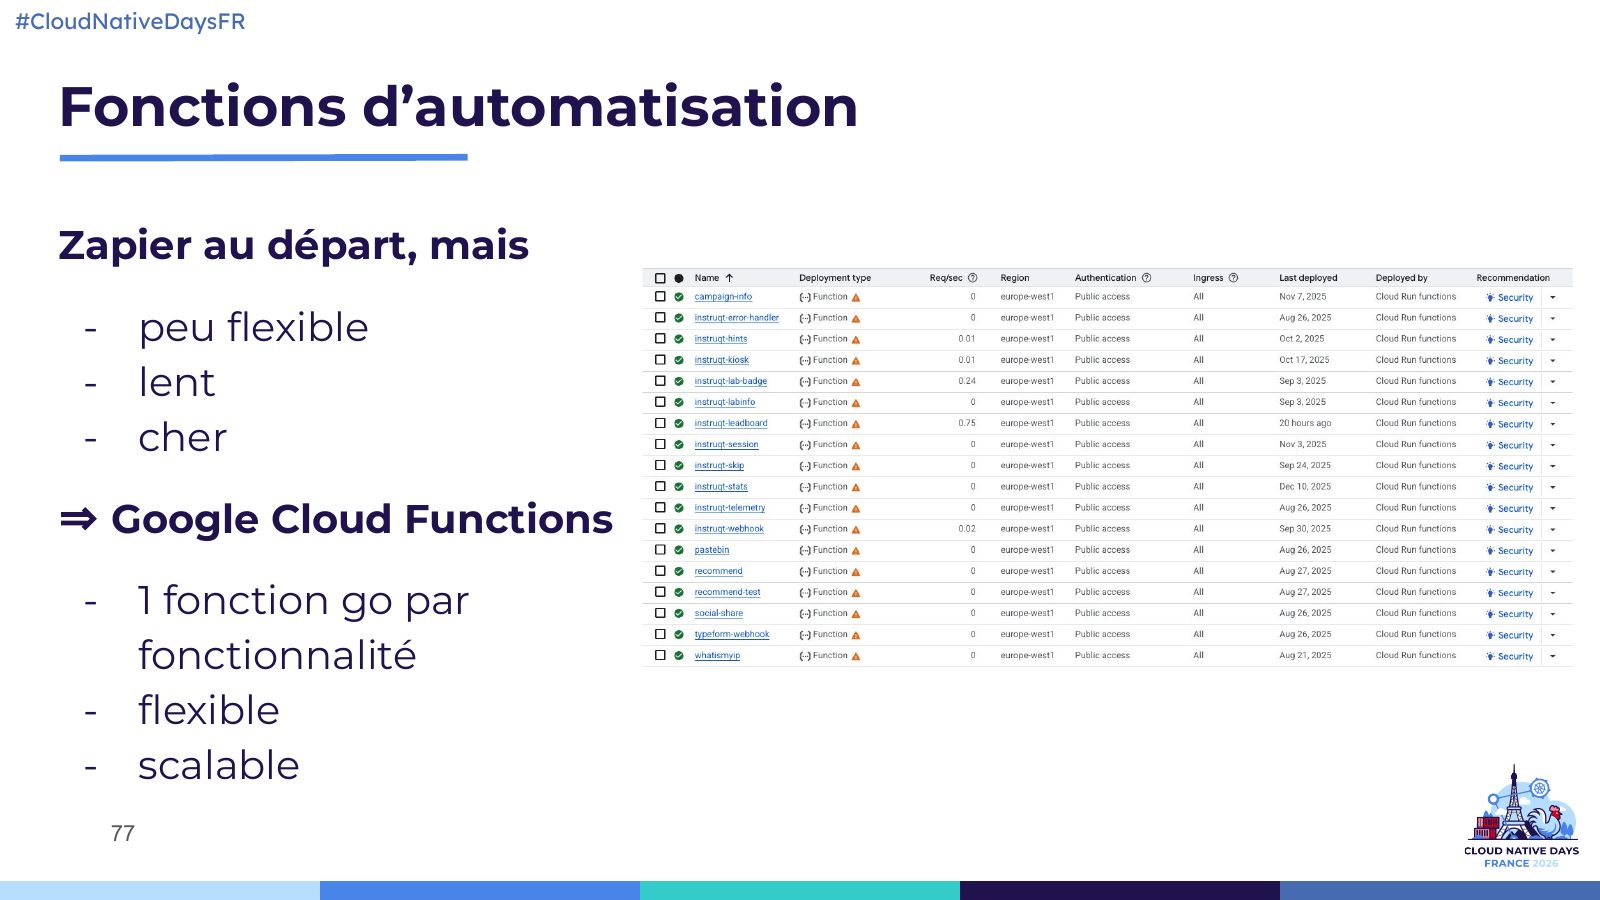 #CloudNativeDaysFR
Fonctions d’automatisation
Zapier au départ, mais
- peu flexible
- lent
- cher
⇒ Google Cloud Functions
- 1 fonction go par
fonctionnalité
- flexible
- scalable
Name ↑ Deployment type Req/sec Region Authentication Ingress Last deployed Deployed by Recommendation
campaign-info Function 0 europe-west1 Public access All Nov 7, 2025 Cloud Run functions Security
instruqt-error-handler Function 0 europe-west1 Public access All Aug 26, 2025 Cloud Run functions Security
instruqt-hints Function 0.01 europe-west1 Public access All Oct 2, 2025 Cloud Run functions Security
instruqt-kiosk Function 0.01 europe-west1 Public access All Oct 17, 2025 Cloud Run functions Security
instruqt-lab-badge Function 0.24 europe-west1 Public access All Sep 3, 2025 Cloud Run functions Security
instruqt-labinfo Function 0 europe-west1 Public access All Sep 3, 2025 Cloud Run functions Security
instruqt-leadboard Function 0.75 europe-west1 Public access All 20 hours ago Cloud Run functions Security
instruqt-session Function 0 europe-west1 Public access All Nov 3, 2025 Cloud Run functions Security
instruqt-skip Function 0 europe-west1 Public access All Sep 24, 2025 Cloud Run functions Security
instruqt-stats Function 0 europe-west1 Public access All Dec 10, 2025 Cloud Run functions Security
instruqt-telemetry Function 0 europe-west1 Public access All Aug 26, 2025 Cloud Run functions Security
instruqt-webhook Function 0.02 europe-west1 Public access All Sep 30, 2025 Cloud Run functions Security
pastebin Function 0 europe-west1 Public access All Aug 26, 2025 Cloud Run functions Security
recommend Function 0 europe-west1 Public access All Aug 27, 2025 Cloud Run functions Security
recommend-test Function 0 europe-west1 Public access All Aug 27, 2025 Cloud Run functions Security
social-share Function 0 europe-west1 Public access All Aug 26, 2025 Cloud Run functions Security
typeform-webhook Function 0 europe-west1 Public access All Aug 26, 2025 Cloud Run functions Security
whatismyip Function 0 europe-west1 Public access All Aug 21, 2025 Cloud Run functions Security
77
CLOUD NATIVE DAYS
FRANCE 2026